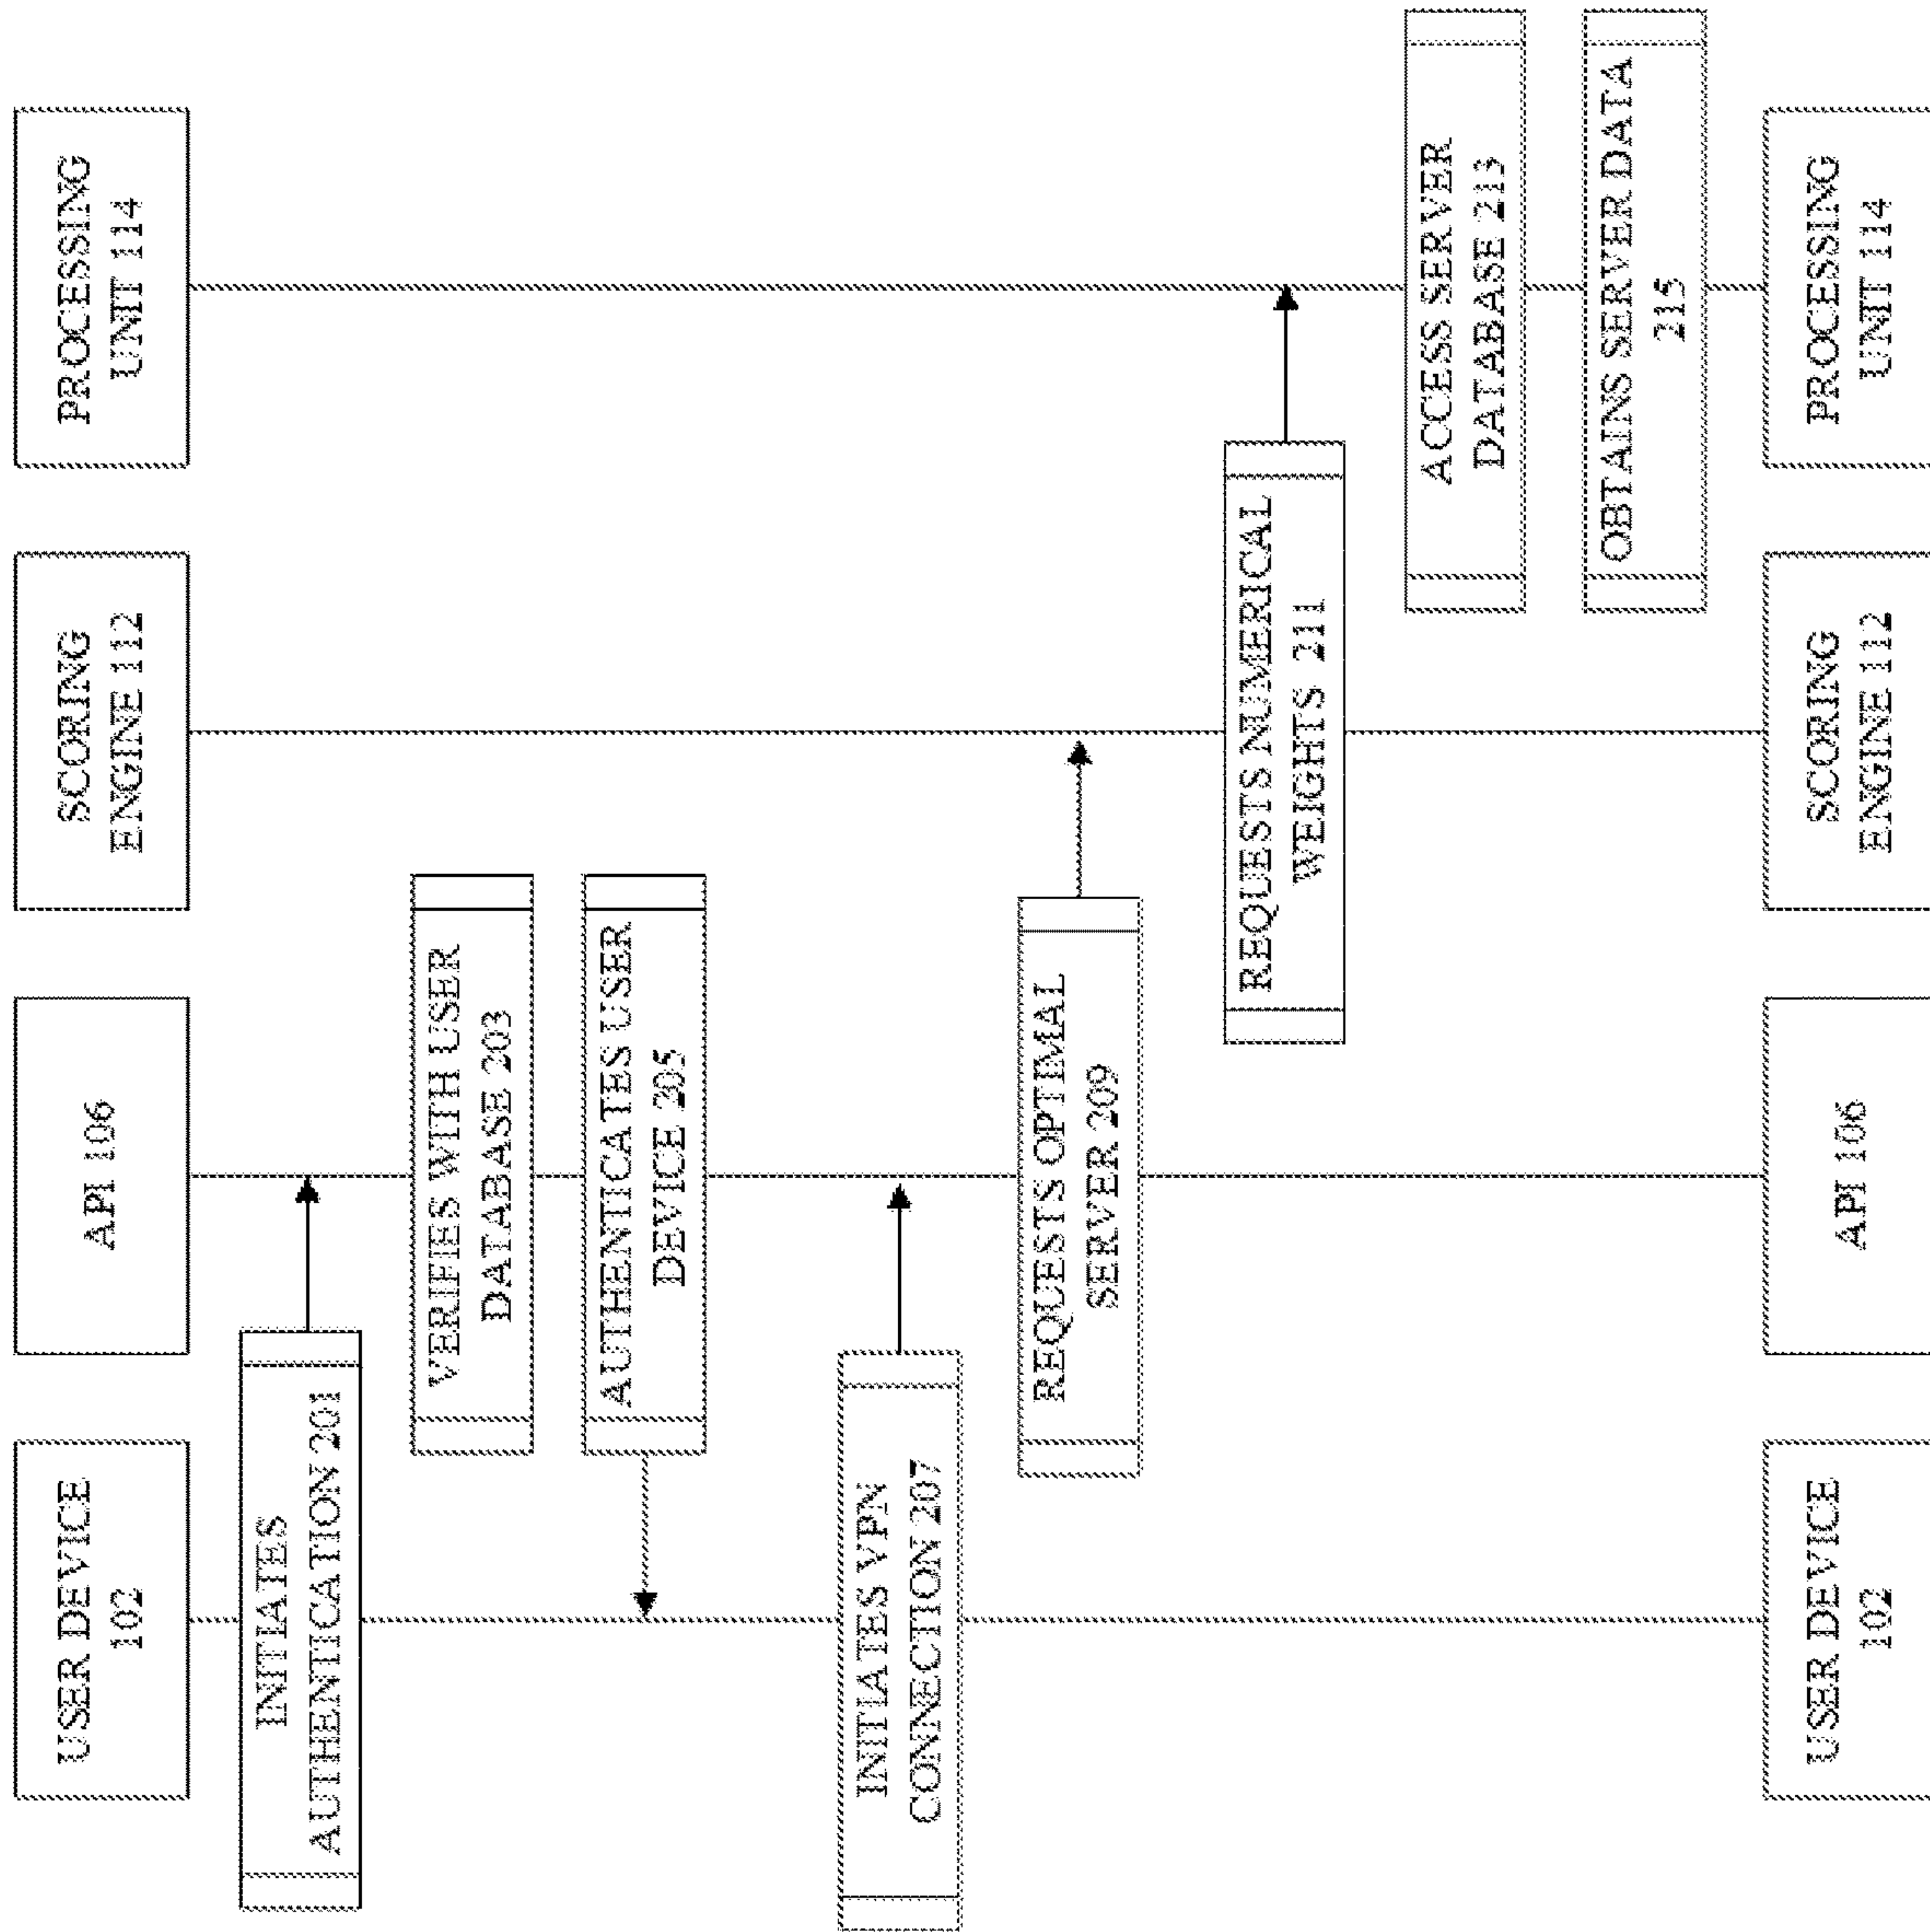 USER DEVICE
102
API 106
SCORING
ENGINE 112
PROCESSING
UNIT 114
INITIATES
AUTHENTICATION 201
VERIFIES WITH USER
DATABASE 203
AUTHENTICATES USER
DEVICE 205
INITIATES VPN
CONNECTION 207
REQUESTS OPTIMAL
SERVER 209
REQUESTS NUMERICAL
WEIGHTS 211
ACCESS SERVER
DATABASE 213
OBTAINS SERVER DATA
215
USER DEVICE
102
API 106
SCORING
ENGINE 112
PROCESSING
UNIT 114